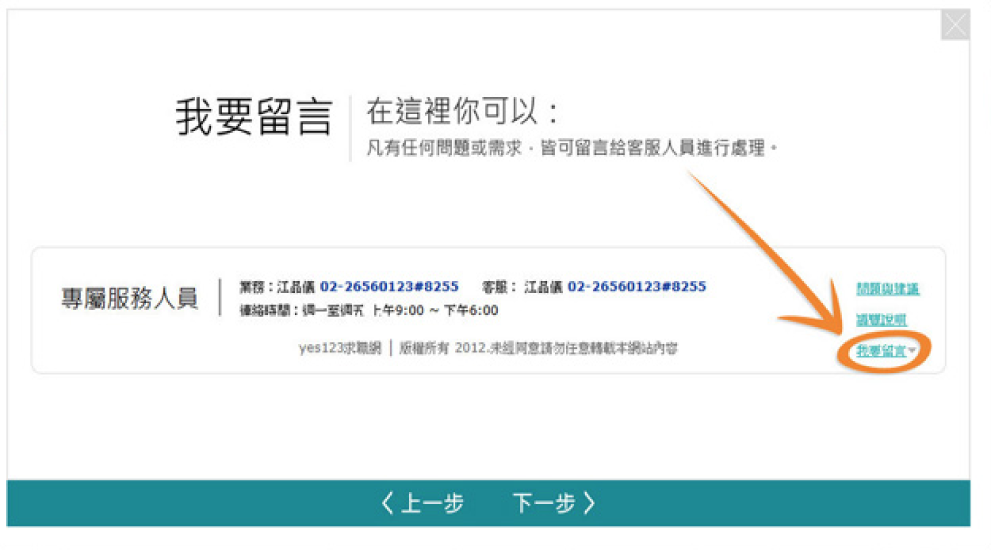 我要留言
在這裡你可以：
凡有任何問題或需求，皆可留言給客服人員進行處理。
專屬服務人員
業務：江品儀 02-26560123#8255 客服： 江品儀 02-26560123#8255
連絡時間：週一至週五 上午9:00 ~ 下午6:00
yes123求職網 | 版權所有 2012.未經同意請勿任意轉載本網站內容
問題與建議
導覽說明
我要留言
〈 上一步 下一步 〉